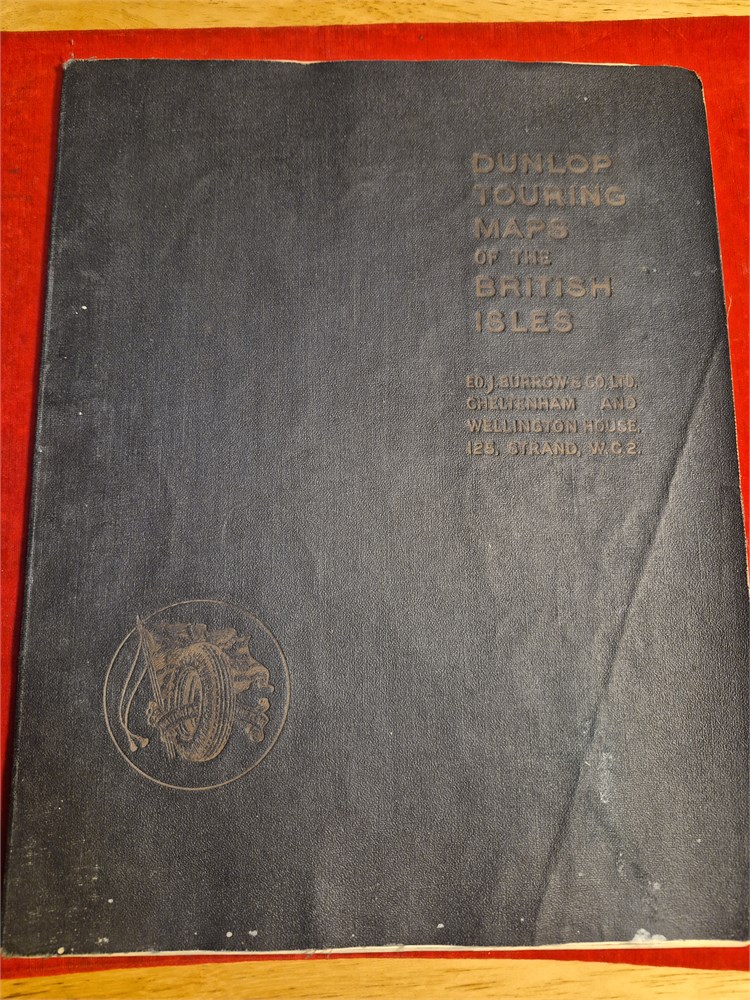 DUNLOP
TOURING
MAPS
OF THE
BRITISH
ISLES
ED. J. BURROW & CO. LTD.
CHELTENHAM AND
WELLINGTON HOUSE,
125, STRAND, W.C 2.